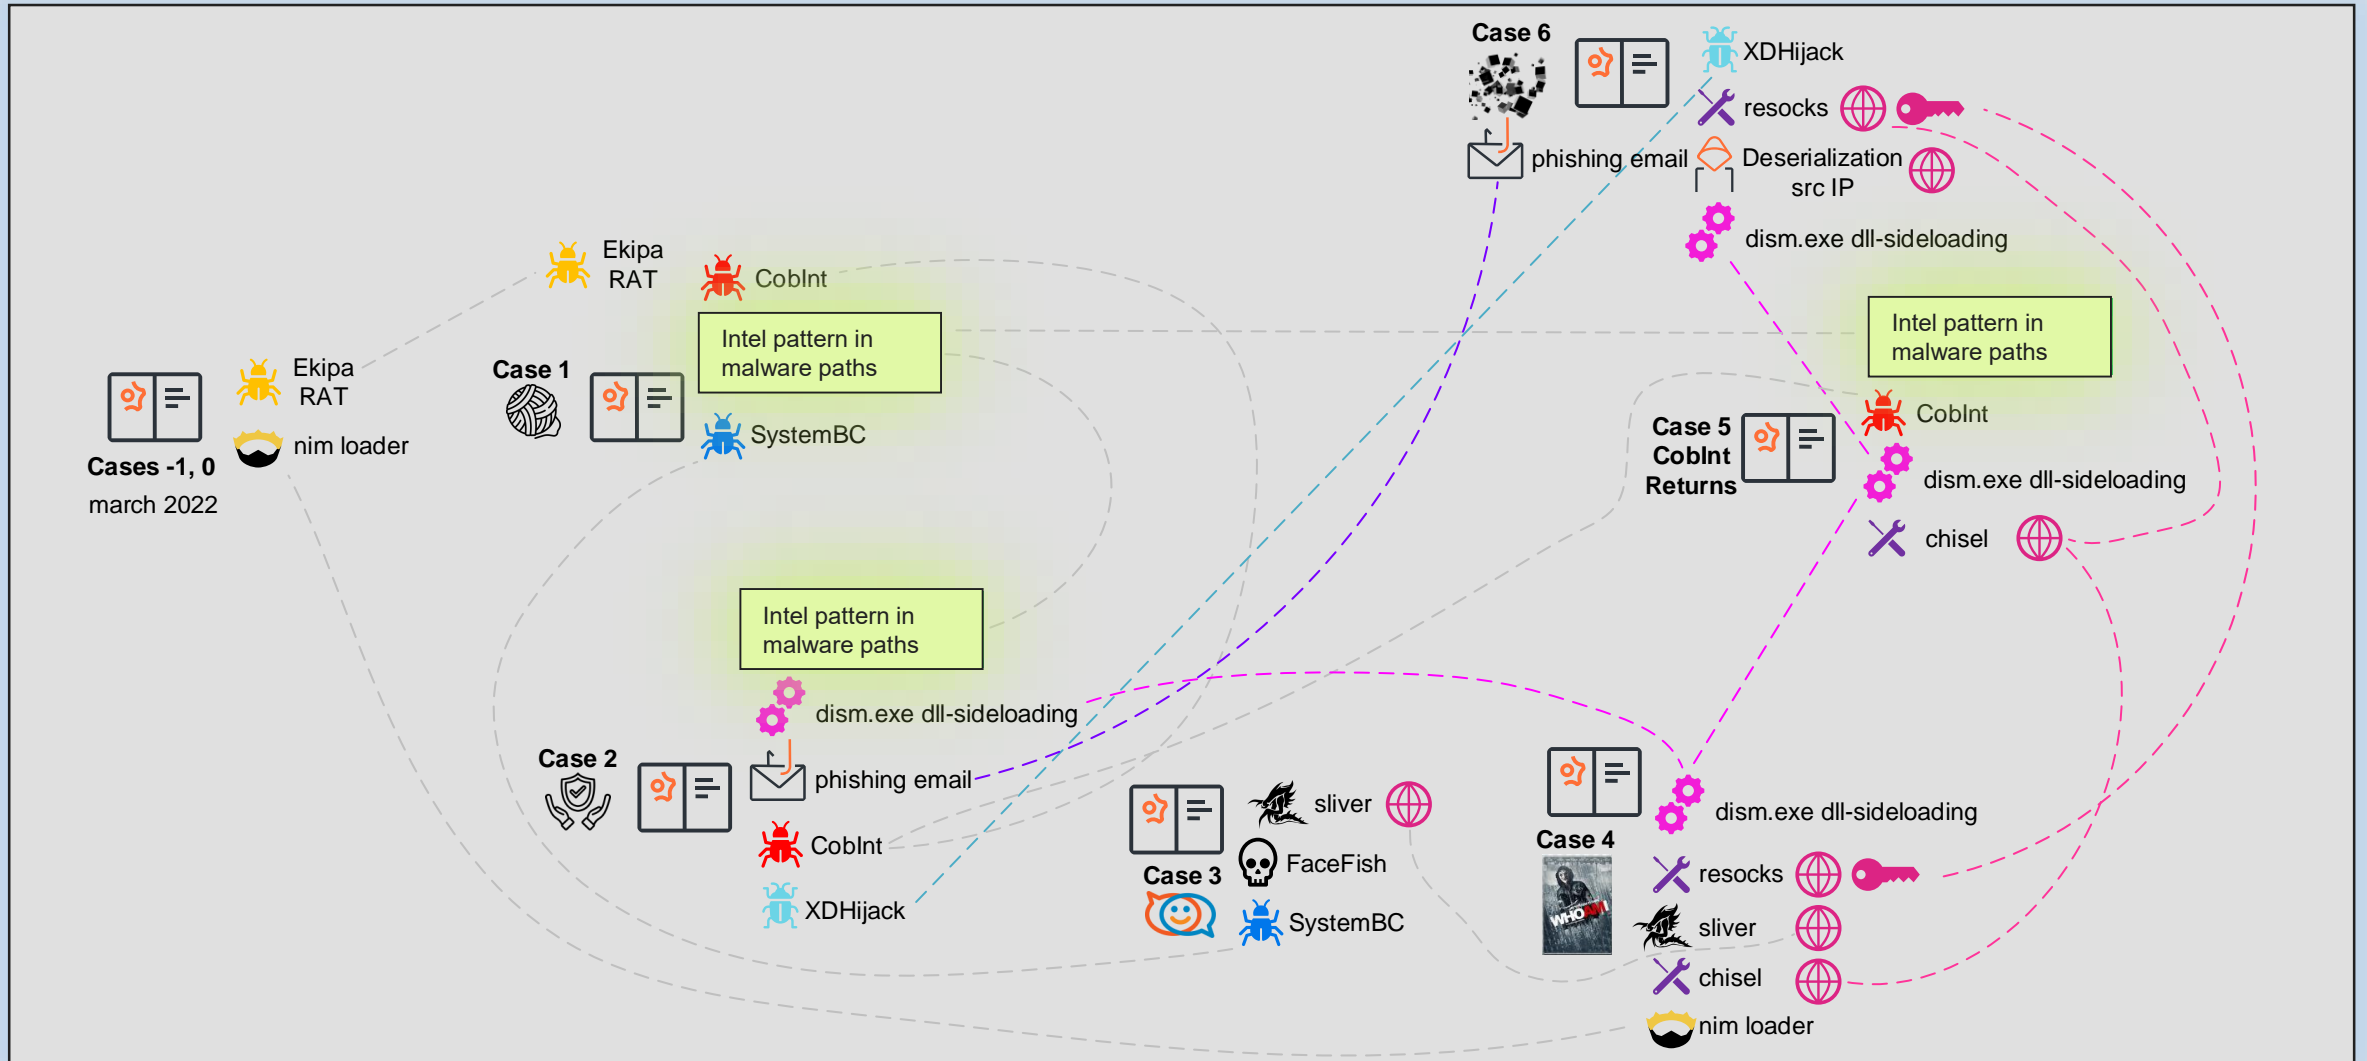 Cases -1, 0
march 2022
Ekipa
RAT
nim loader
Case 1
Ekipa
RAT
CobInt
Intel pattern in
malware paths
SystemBC
Case 2
Intel pattern in
malware paths
dism.exe dll-sideloading
phishing email
CobInt
XDHijack
Case 3
sliver
FaceFish
SystemBC
Case 4
WHOAMI
dism.exe dll-sideloading
resocks
sliver
chisel
nim loader
Case 5
CobInt
Returns
Intel pattern in
malware paths
CobInt
dism.exe dll-sideloading
chisel
Case 6
phishing email
XDHijack
resocks
Deserialization
src IP
dism.exe dll-sideloading